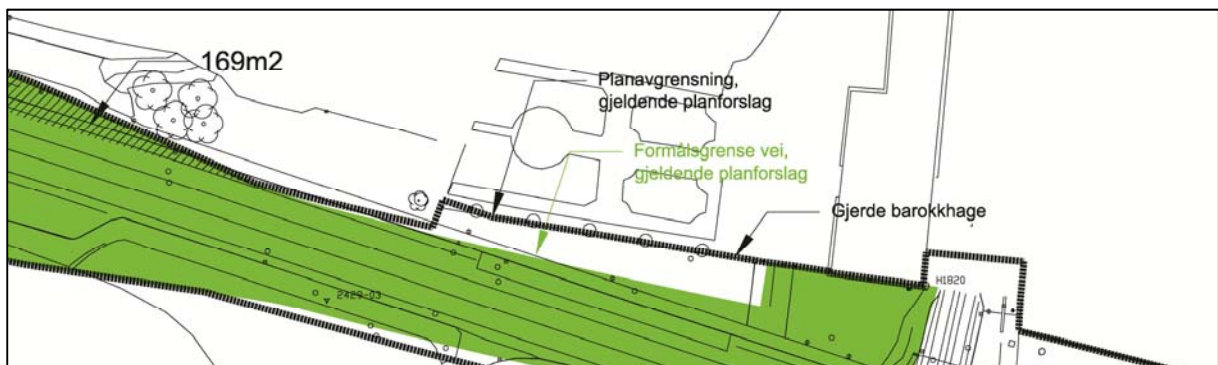 169m2
Planavgrensning,
gjeldende planforslag
Formålsgrense vei,
gjeldende planforslag
Gjerde barokkhage
H1820
2429-03